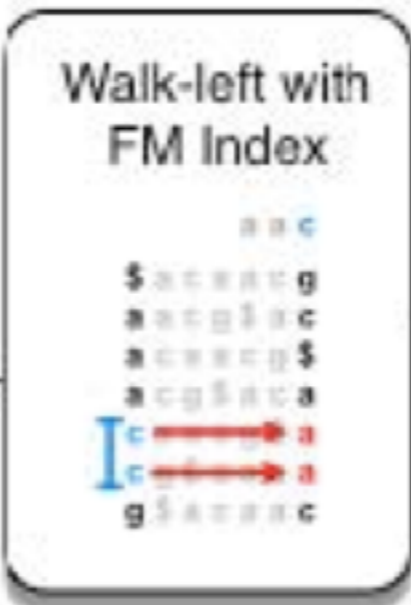 Walk-left with
FM Index
a a c
$ a c a a c g
a a c g $ a c
a c a a c g $
a c g $ a c a
c a
c a
g $ a c a a c